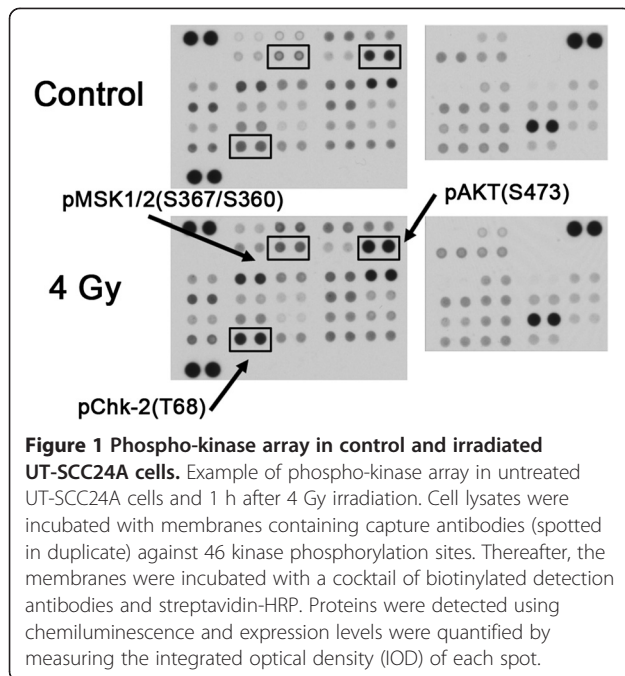 Control
pMSK1/2(S367/S360)
pAKT(S473)
4 Gy
pChk-2(T68)
Figure 1 Phospho-kinase array in control and irradiated
UT-SCC24A cells. Example of phospho-kinase array in untreated
UT-SCC24A cells and 1 h after 4 Gy irradiation. Cell lysates were
incubated with membranes containing capture antibodies (spotted
in duplicate) against 46 kinase phosphorylation sites. Thereafter, the
membranes were incubated with a cocktail of biotinylated detection
antibodies and streptavidin-HRP. Proteins were detected using
chemiluminescence and expression levels were quantified by
measuring the integrated optical density (IOD) of each spot.